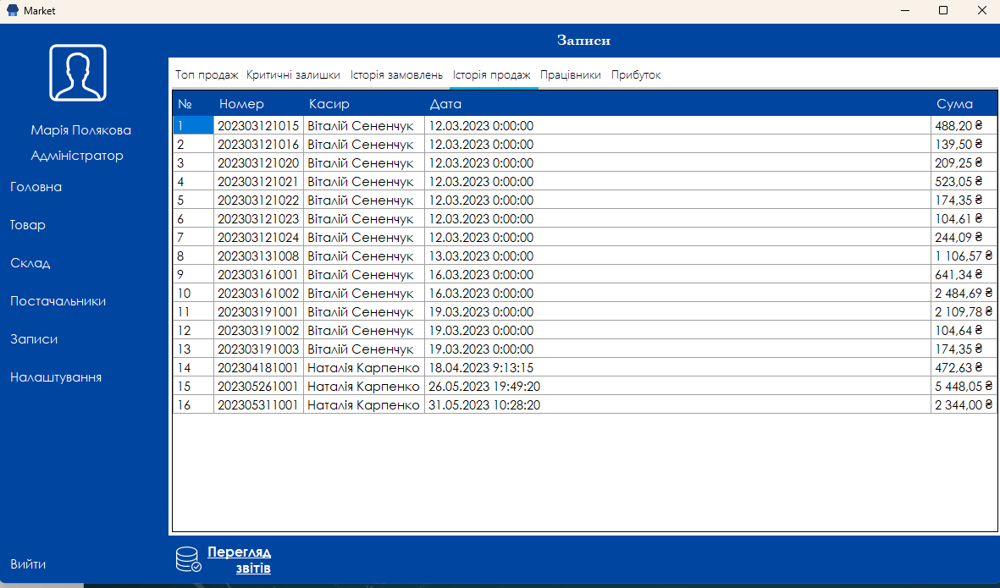 Market
Записи
Марія Полякова
Адміністратор
Головна
Товар
Склад
Постачальники
Записи
Налаштування
Вийти
Топ продаж Критичні залишки Історія замовлень Історія продаж Працівники Прибуток
№ Номер Касир Дата Сума
1 202303121015 Віталій Сененчук 12.03.2023 0:00:00 488,20 ₴
2 202303121016 Віталій Сененчук 12.03.2023 0:00:00 139,50 ₴
3 202303121020 Віталій Сененчук 12.03.2023 0:00:00 209,25 ₴
4 202303121021 Віталій Сененчук 12.03.2023 0:00:00 523,05 ₴
5 202303121022 Віталій Сененчук 12.03.2023 0:00:00 174,35 ₴
6 202303121023 Віталій Сененчук 12.03.2023 0:00:00 104,61 ₴
7 202303121024 Віталій Сененчук 12.03.2023 0:00:00 244,09 ₴
8 202303131008 Віталій Сененчук 13.03.2023 0:00:00 1 106,57 ₴
9 202303161001 Віталій Сененчук 16.03.2023 0:00:00 641,34 ₴
10 202303161002 Віталій Сененчук 16.03.2023 0:00:00 2 484,69 ₴
11 202303191001 Віталій Сененчук 19.03.2023 0:00:00 2 109,78 ₴
12 202303191002 Віталій Сененчук 19.03.2023 0:00:00 104,64 ₴
13 202303191003 Віталій Сененчук 19.03.2023 0:00:00 174,35 ₴
14 202304181001 Наталія Карпенко 18.04.2023 9:13:15 472,63 ₴
15 202305261001 Наталія Карпенко 26.05.2023 19:49:20 5 448,05 ₴
16 202305311001 Наталія Карпенко 31.05.2023 10:28:20 2 344,00 ₴
Перегляд
звітів